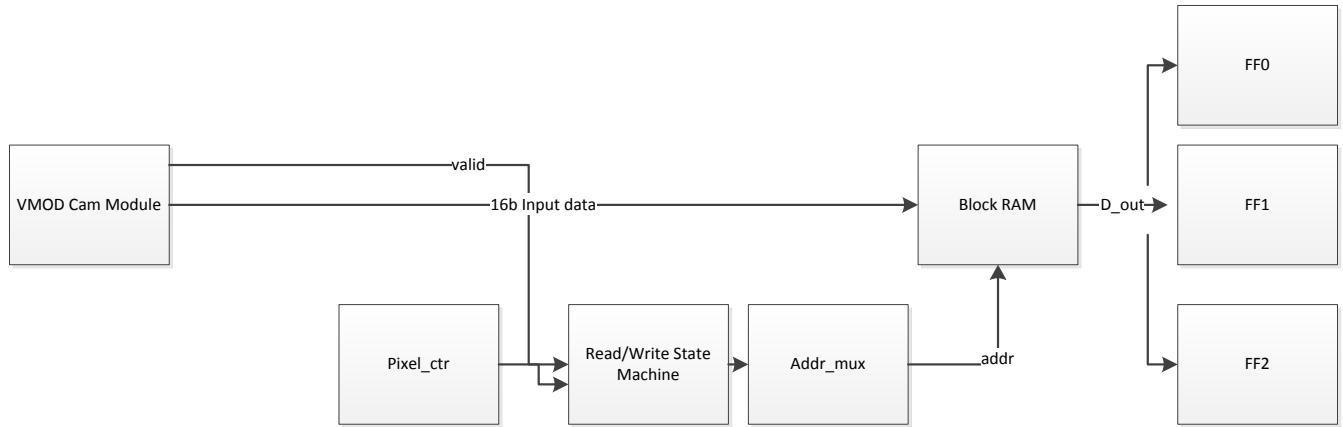 FF0
valid
VMOD Cam Module
16b Input data
Block RAM
D_out
FF1
Pixel_ctr
Read/Write State
Machine
Addr_mux
addr
FF2